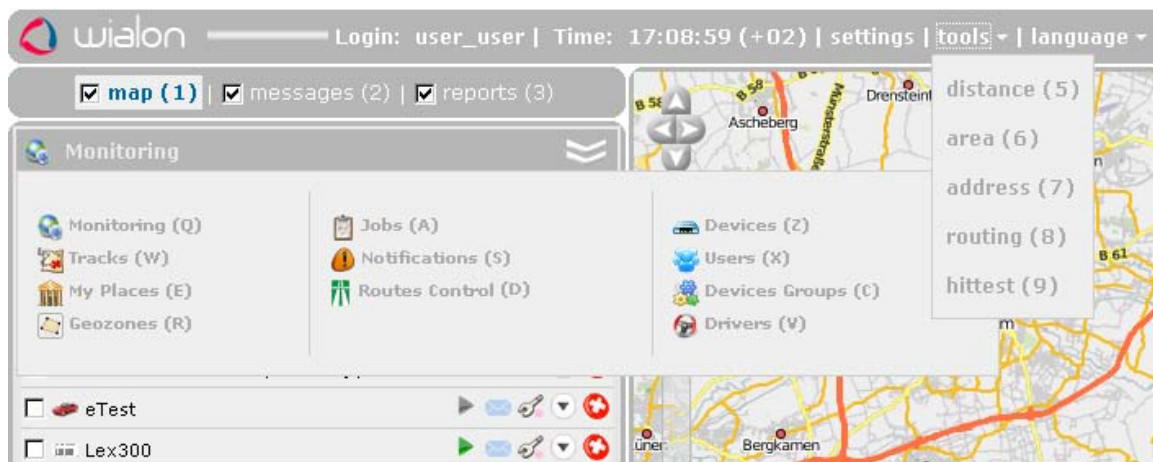 wialon
Login: user_user | Time: 17:08:59 (+02) | settings | tools | language
map (1) | messages (2) | reports (3)
distance (5)
area (6)
address (7)
routing (8)
hittest (9)
B 58
B 58
Ascheberg
Münsterstraße
Drensteinf
B 61
Bergkamen
Monitoring
Monitoring (Q)
Tracks (W)
My Places (E)
Geozones (R)
Jobs (A)
Notifications (S)
Routes Control (D)
Devices (Z)
Users (X)
Devices Groups (C)
Drivers (V)
eTest
Lex300